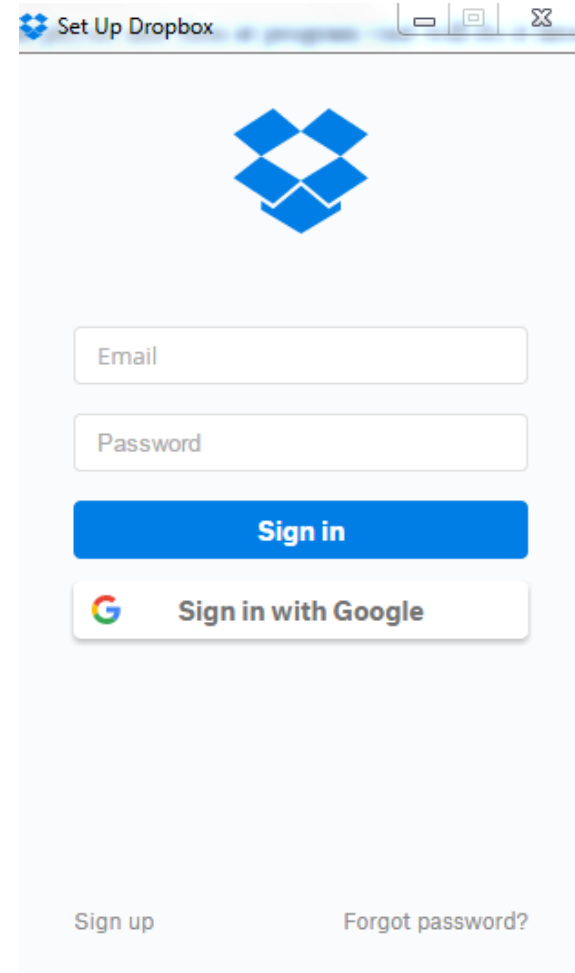 Set Up Dropbox
Email
Password
Sign in
Sign in with Google
Sign up
Forgot password?